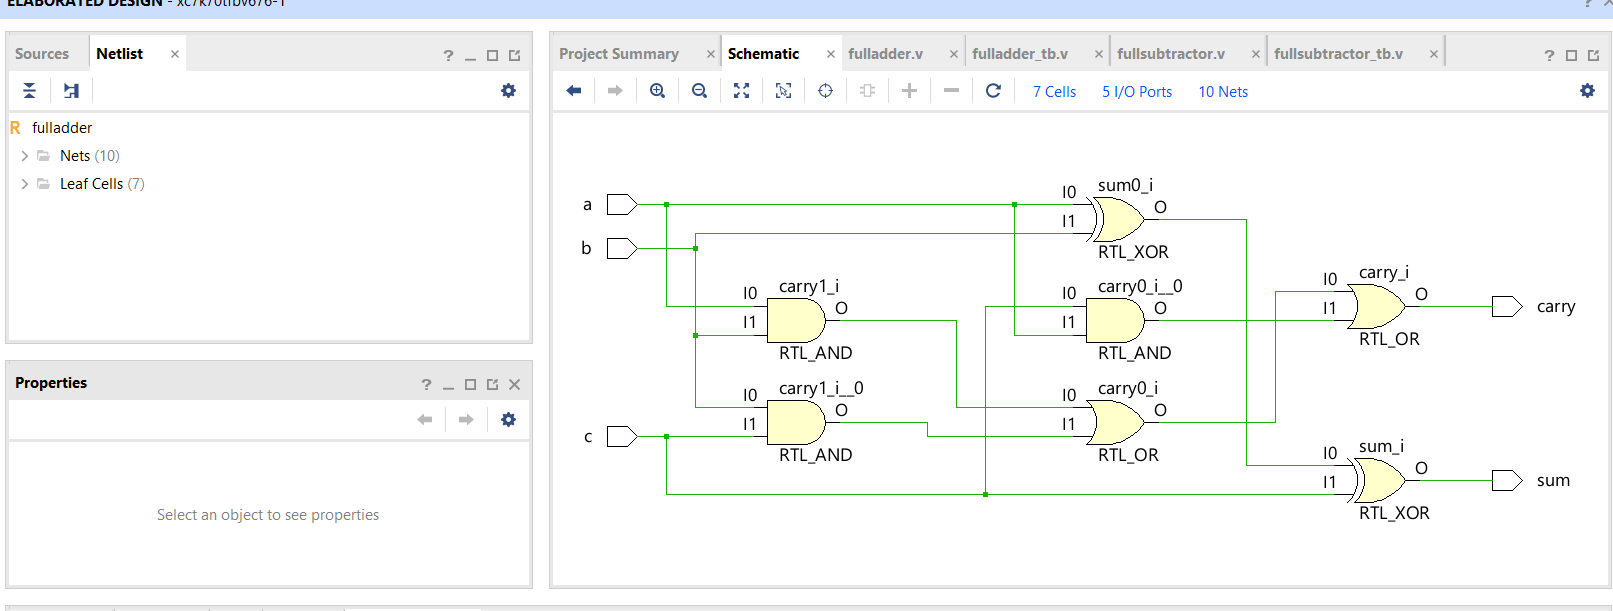 ELABORATED DESIGN - xc7k70tfbv676-1
Sources
Netlist
fulladder
Nets (10)
Leaf Cells (7)
Properties
Select an object to see properties
Project Summary
Schematic
fulladder.v
fulladder_tb.v
fullsubtractor.v
fullsubtractor_tb.v
7 Cells
5 I/O Ports
10 Nets
a
b
c
I0
I1
sum0_i
O
RTL_XOR
I0
I1
carry1_i
O
RTL_AND
I0
I1
carry0_i__0
O
RTL_AND
I0
I1
carry_i
O
RTL_OR
carry
I0
I1
carry1_i__0
O
RTL_AND
I0
I1
carry0_i
O
RTL_OR
I0
I1
sum_i
O
RTL_XOR
sum